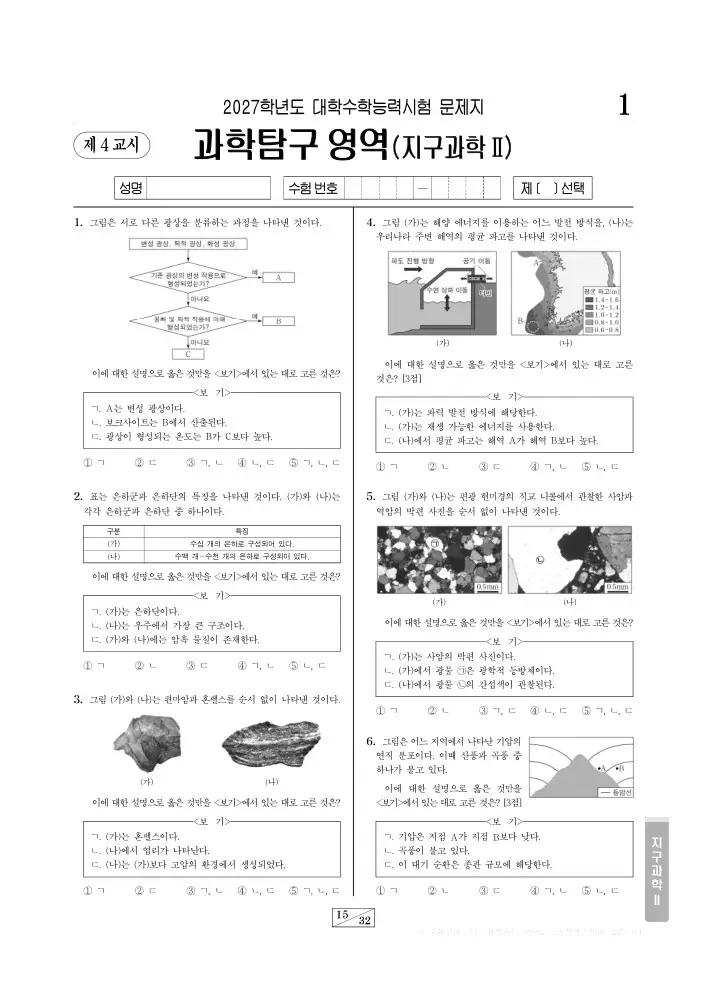 2027학년도 대학수학능력시험 문제지
1
제 4 교시
과학탐구 영역(지구과학 Ⅱ)
성명
수험 번호
—
제 ( ) 선택
1. 그림은 서로 다른 광상을 분류하는 과정을 나타낸 것이다.
변성 광상, 퇴적 광상, 화성 광상
기존 광상의 변성 작용으로
형성되었는가?
예
A
아니요
풍화 및 퇴적 작용에 의해
형성되었는가?
예
B
아니요
C
이에 대한 설명으로 옳은 것만을 <보기>에서 있는 대로 고른 것은?
<보 기>
ㄱ. A는 변성 광상이다.
ㄴ. 보크사이트는 B에서 산출된다.
ㄷ. 광상이 형성되는 온도는 B가 C보다 높다.
① ㄱ ② ㄷ ③ ㄱ, ㄴ ④ ㄴ, ㄷ ⑤ ㄱ, ㄴ, ㄷ
2. 표는 은하군과 은하단의 특징을 나타낸 것이다. (가)와 (나)는
각각 은하군과 은하단 중 하나이다.
구분 특징
(가) 수십 개의 은하로 구성되어 있다.
(나) 수백 개~수천 개의 은하로 구성되어 있다.
이에 대한 설명으로 옳은 것만을 <보기>에서 있는 대로 고른 것은?
<보 기>
ㄱ. (가)는 은하단이다.
ㄴ. (나)는 우주에서 가장 큰 구조이다.
ㄷ. (가)와 (나)에는 암흑 물질이 존재한다.
① ㄱ ② ㄴ ③ ㄷ ④ ㄱ, ㄴ ⑤ ㄴ, ㄷ
3. 그림 (가)와 (나)는 편마암과 혼펠스를 순서 없이 나타낸 것이다.
(가)
(나)
이에 대한 설명으로 옳은 것만을 <보기>에서 있는 대로 고른 것은?
<보 기>
ㄱ. (가)는 혼펠스이다.
ㄴ. (나)에서 엽리가 나타난다.
ㄷ. (나)는 (가)보다 고압의 환경에서 생성되었다.
① ㄱ ② ㄷ ③ ㄱ, ㄴ ④ ㄴ, ㄷ ⑤ ㄱ, ㄴ, ㄷ
4. 그림 (가)는 해양 에너지를 이용하는 어느 발전 방식을, (나)는
우리나라 주변 해역의 평균 파고를 나타낸 것이다.
파도 진행 방향
공기 이동
수면 상하 이동
터빈
(가)
A
B
평균 파고(m)
1.4~1.6
1.2~1.4
1.0~1.2
0.8~1.0
0.6~0.8
(나)
이에 대한 설명으로 옳은 것만을 <보기>에서 있는 대로 고른
것은? [3점]
<보 기>
ㄱ. (가)는 파력 발전 방식에 해당한다.
ㄴ. (가)는 재생 가능한 에너지를 사용한다.
ㄷ. (나)에서 평균 파고는 해역 A가 해역 B보다 높다.
① ㄱ ② ㄴ ③ ㄷ ④ ㄱ, ㄴ ⑤ ㄴ, ㄷ
5. 그림 (가)와 (나)는 편광 현미경의 직교 니콜에서 관찰한 사암과
역암의 박편 사진을 순서 없이 나타낸 것이다.
㉠
0.5mm
(가)
㉡
0.5mm
(나)
이에 대한 설명으로 옳은 것만을 <보기>에서 있는 대로 고른 것은?
<보 기>
ㄱ. (가)는 사암의 박편 사진이다.
ㄴ. (가)에서 광물 ㉠은 광학적 등방체이다.
ㄷ. (나)에서 광물 ㉡의 간섭색이 관찰된다.
① ㄱ ② ㄴ ③ ㄱ, ㄷ ④ ㄴ, ㄷ ⑤ ㄱ, ㄴ, ㄷ
6. 그림은 어느 지역에서 나타난 기압의
연직 분포이다. 이때 산풍과 곡풍 중
하나가 불고 있다.
A
B
등압선
이에 대한 설명으로 옳은 것만을
<보기>에서 있는 대로 고른 것은? [3점]
<보 기>
ㄱ. 기압은 지점 A가 지점 B보다 낮다.
ㄴ. 곡풍이 불고 있다.
ㄷ. 이 대기 순환은 종관 규모에 해당한다.
① ㄱ ② ㄴ ③ ㄷ ④ ㄱ, ㄴ ⑤ ㄴ, ㄷ
지구과학 Ⅱ
15
32